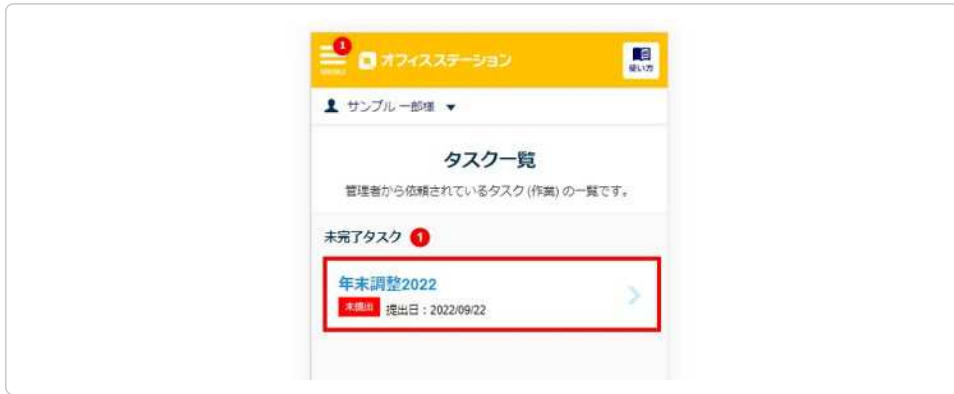 1
MENU
オフィスステーション
使い方
サンプル 一郎様 ▼
タスク一覧
管理者から依頼されているタスク (作業) の一覧です。
未完了タスク 1
年末調整2022
未提出 提出日：2022/09/22